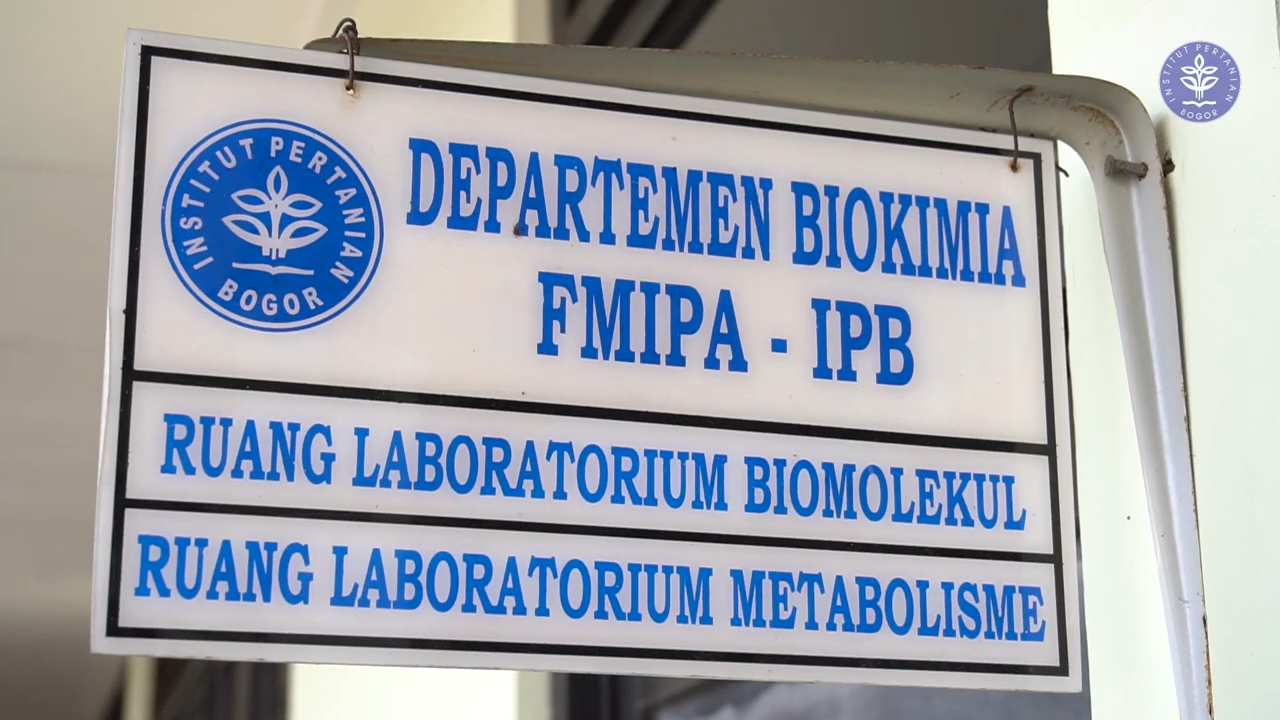 INSTITUT PERTANIAN
BOGOR
DEPARTEMEN BIOKIMIA
FMIPA - IPB
RUANG LABORATORIUM BIOMOLEKUL
RUANG LABORATORIUM METABOLISME
INSTITUT PERTANIAN
BOGOR